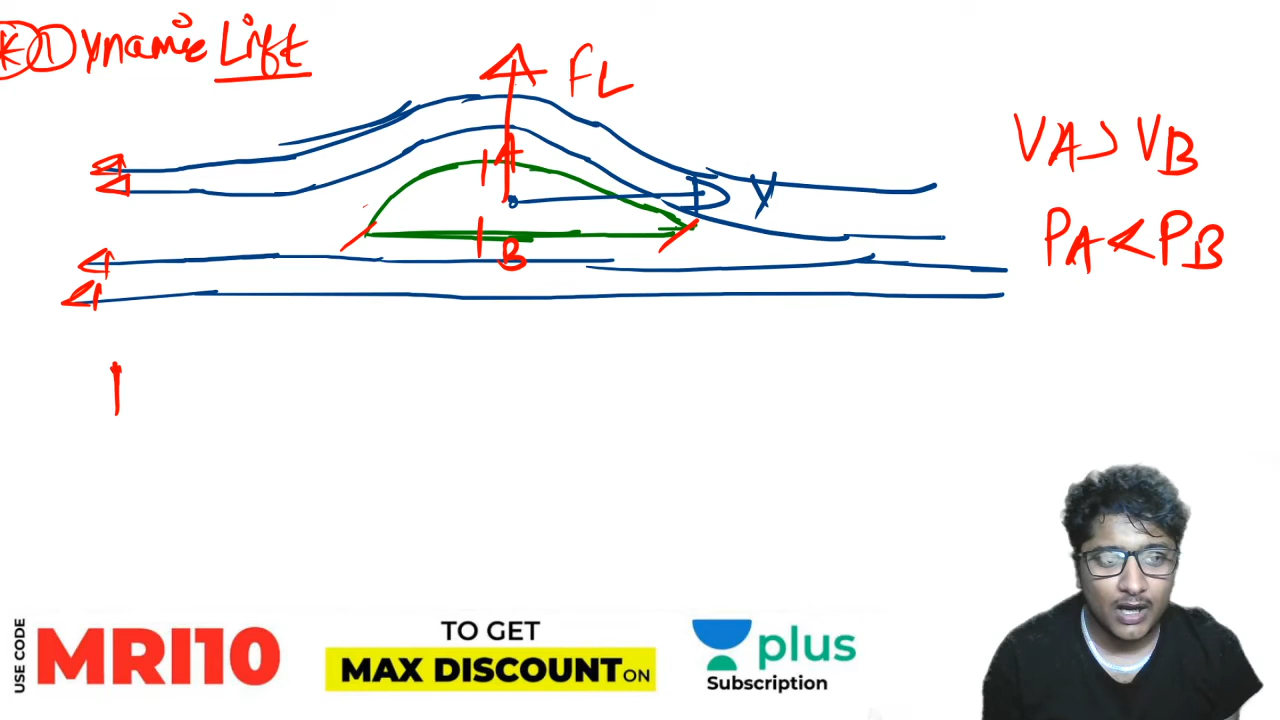 * Dynamic Lift
FL
A
V
B
VA > VB
PA < PB
USE CODE
MRI10
TO GET
MAX DISCOUNT ON
plus
Subscription